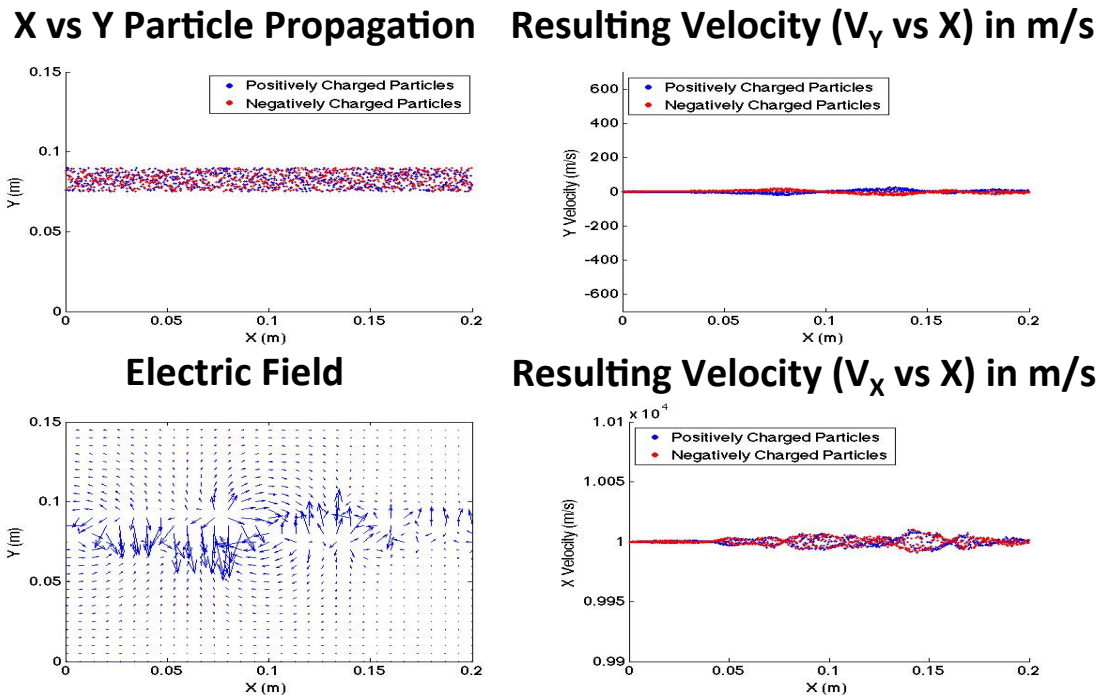 X vs Y Particle Propagation
0.15
Positively Charged Particles
Negatively Charged Particles
0.1
Y (m)
0.05
0
0 0.05 0.1 0.15 0.2
X (m)
Resulting Velocity (VY vs X) in m/s
600
Positively Charged Particles
Negatively Charged Particles
400
200
Y Velocity (m/s)
0
-200
-400
-600
0 0.05 0.1 0.15 0.2
X (m)
Electric Field
0.15
0.1
Y (m)
0.05
0
0 0.05 0.1 0.15 0.2
X (m)
Resulting Velocity (VX vs X) in m/s
x 10^4
1.01
Positively Charged Particles
Negatively Charged Particles
1.005
X Velocity (m/s)
1
0.995
0.99
0 0.05 0.1 0.15 0.2
X (m)